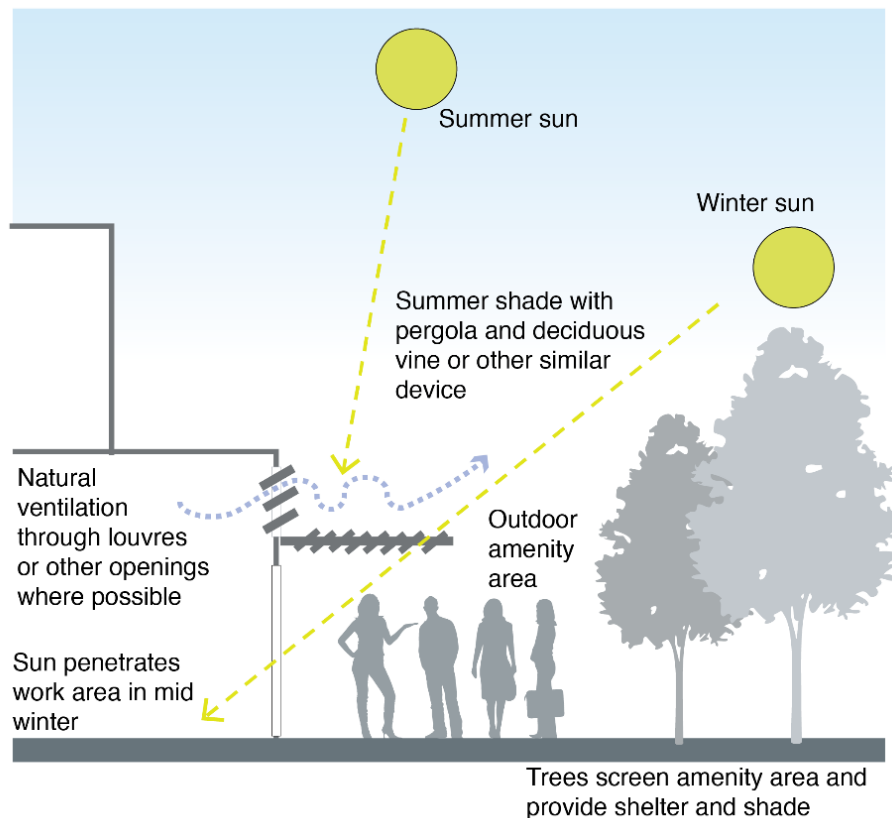 Summer sun
Winter sun
Summer shade with
pergola and deciduous
vine or other similar
device
Natural
ventilation
through louvres
or other openings
where possible
Outdoor
amenity
area
Sun penetrates
work area in mid
winter
Trees screen amenity area and
provide shelter and shade